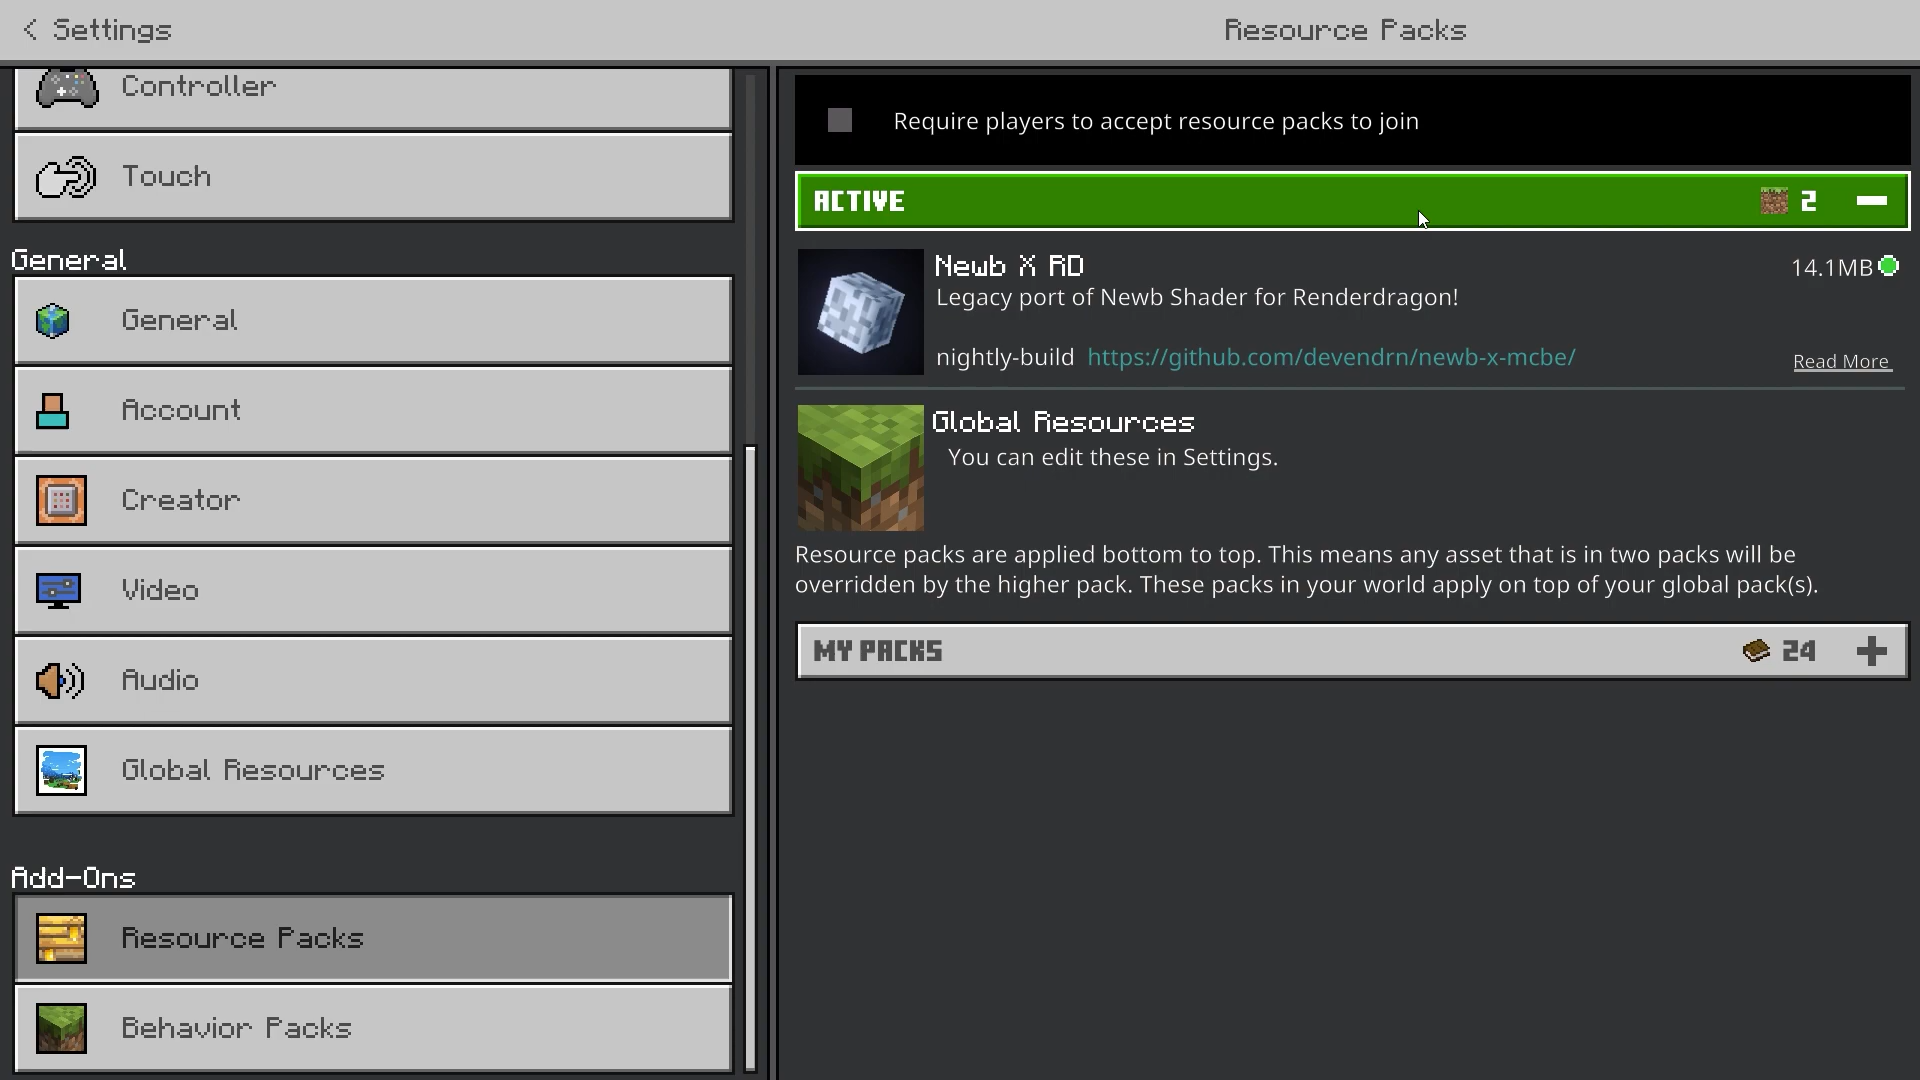 Settings
Resource Packs
Controller
Touch
General
General
Account
Creator
Video
Audio
Global Resources
Add-Ons
Resource Packs
Behavior Packs
Require players to accept resource packs to join
ACTIVE 2
Newb X RD 14.1MB
Legacy port of Newb Shader for Renderdragon!
nightly-build https://github.com/devendrn/newb-x-mcbe/ Read More
Global Resources
You can edit these in Settings.
Resource packs are applied bottom to top. This means any asset that is in two packs will be
overridden by the higher pack. These packs in your world apply on top of your global pack(s).
MY PACKS 24